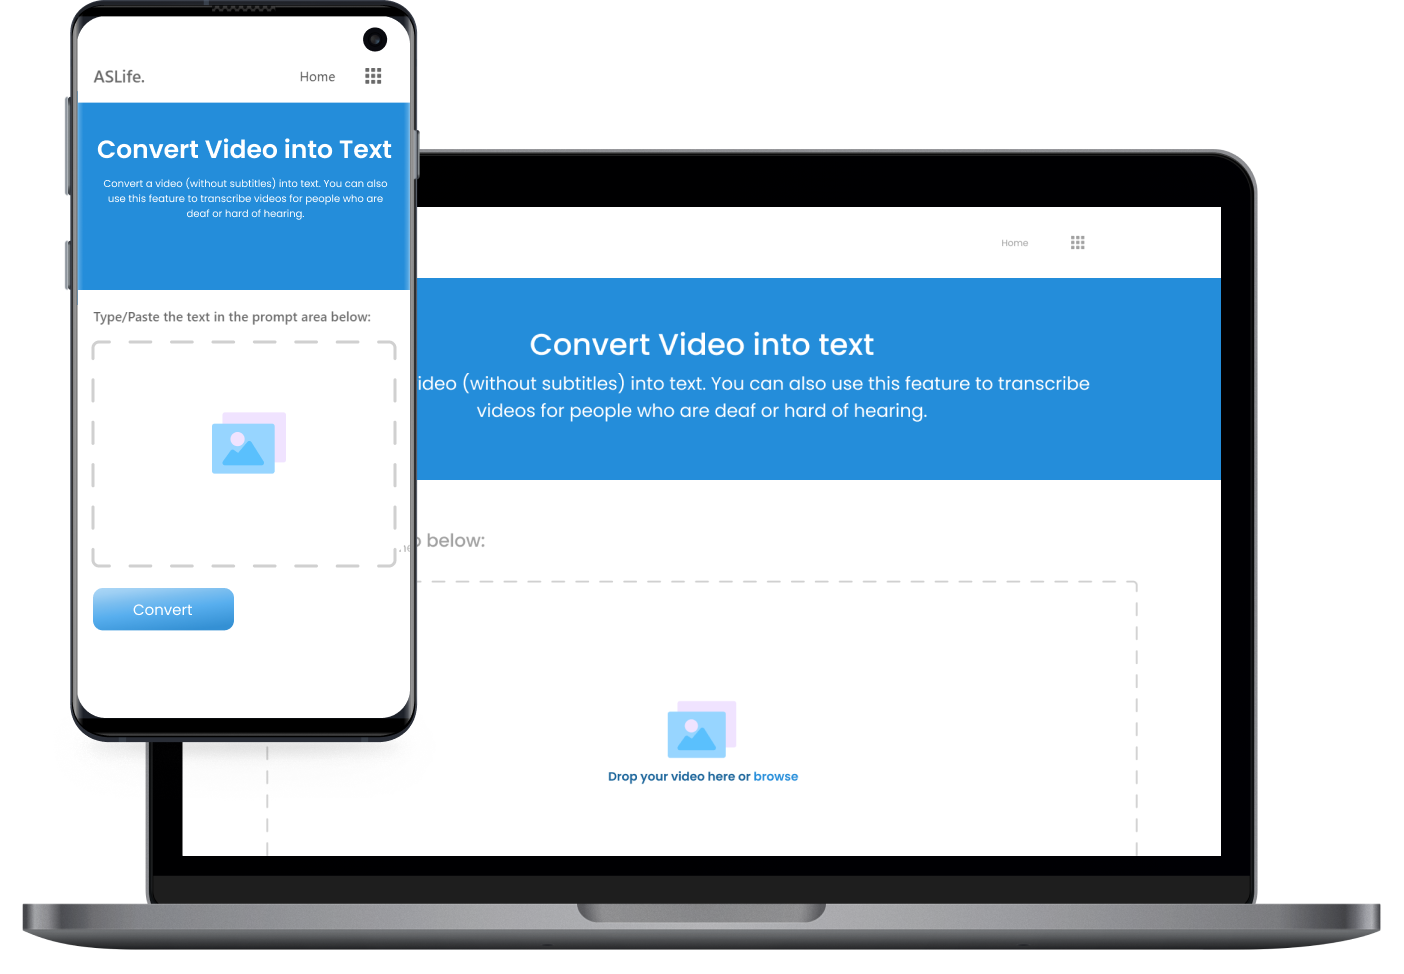 ASLife.
Home
Convert Video into Text
Convert a video (without subtitles) into text. You can also
use this feature to transcribe videos for people who are
deaf or hard of hearing.
Type/Paste the text in the prompt area below:
Convert
Home
Convert Video into text
ideo (without subtitles) into text. You can also use this feature to transcribe
videos for people who are deaf or hard of hearing.
below:
Drop your video here or browse